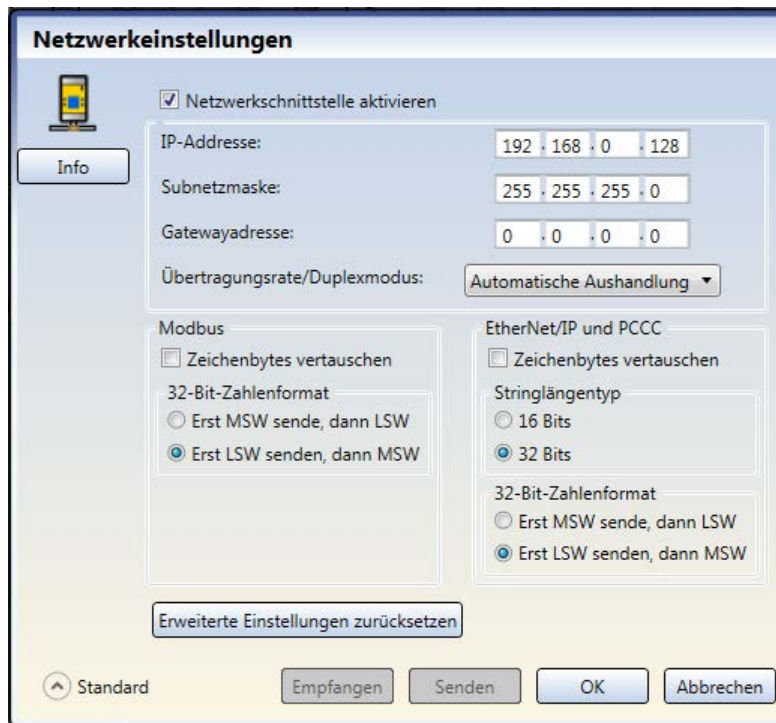 Netzwerkeinstellungen
Netzwerkschnittstelle aktivieren
Info
IP-Addresse: 192 . 168 . 0 . 128
Subnetzmaske: 255 . 255 . 255 . 0
Gatewayadresse: 0 . 0 . 0 . 0
Übertragungsrate/Duplexmodus: Automatische Aushandlung
Modbus
Zeichenbytes vertauschen
32-Bit-Zahlenformat
Erst MSW sende, dann LSW
Erst LSW senden, dann MSW
EtherNet/IP und PCCC
Zeichenbytes vertauschen
Stringlängentyp
16 Bits
32 Bits
32-Bit-Zahlenformat
Erst MSW sende, dann LSW
Erst LSW senden, dann MSW
Erweiterte Einstellungen zurücksetzen
Standard Empfangen Senden OK Abbrechen